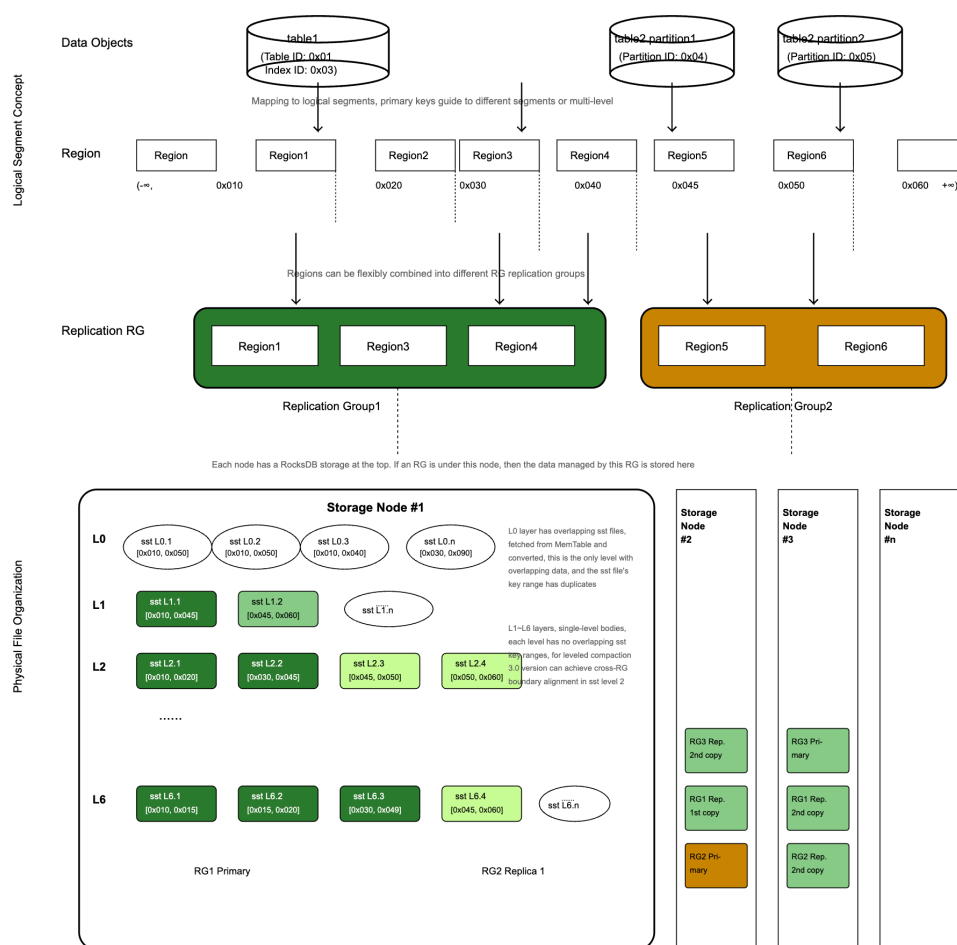 Data Objects
table1
(Table ID: 0x01
Index ID: 0x03)
table2 partition1
(Partition ID: 0x04)
table2 partition2
(Partition ID: 0x05)
Logical Segment Concept
Mapping to logical segments, primary keys guide to different segments or multi-level
Region
Region
Region1
Region2
Region3
Region4
Region5
Region6
(-∞,
0x010
0x020
0x030
0x040
0x045
0x050
0x060
+∞)
Regions can be flexibly combined into different RG replication groups
Replication RG
Region1
Region3
Region4
Region5
Region6
Replication Group1
Replication Group2
Each node has a RocksDB storage at the top. If an RG is under this node, then the data managed by this RG is stored here
Physical File Organization
Storage Node #1
L0
sst L0.1
[0x010, 0x050)
sst L0.2
[0x010, 0x050)
sst L0.3
[0x010, 0x040)
sst L0.n
[0x030, 0x090)
L0 layer has overlapping sst files,
fetched from MemTable and
converted, this is the only level with
overlapping data, and the sst file's
key range has duplicates
L1
sst L1.1
[0x010, 0x045)
sst L1.2
[0x045, 0x060)
......
sst L1.n
L1~L6 layers, single-level bodies,
each level has no overlapping sst
key ranges, for leveled compaction
3.0 version can achieve cross-RG
boundary alignment in sst level 2
L2
sst L2.1
[0x010, 0x020)
sst L2.2
[0x030, 0x045)
sst L2.3
[0x045, 0x050)
sst L2.4
[0x050, 0x060)
......
L6
sst L6.1
[0x010, 0x015)
sst L6.2
[0x015, 0x020)
sst L6.3
[0x030, 0x049)
sst L6.4
[0x045, 0x060)
......
sst L6.n
RG1 Primary
RG2 Replica 1
Storage
Node
#2
RG3 Rep.
2nd copy
RG1 Rep.
1st copy
RG2 Pri-
mary
Storage
Node
#3
RG3 Pri-
mary
RG1 Rep.
2nd copy
RG2 Rep.
2nd copy
Storage
Node
#n